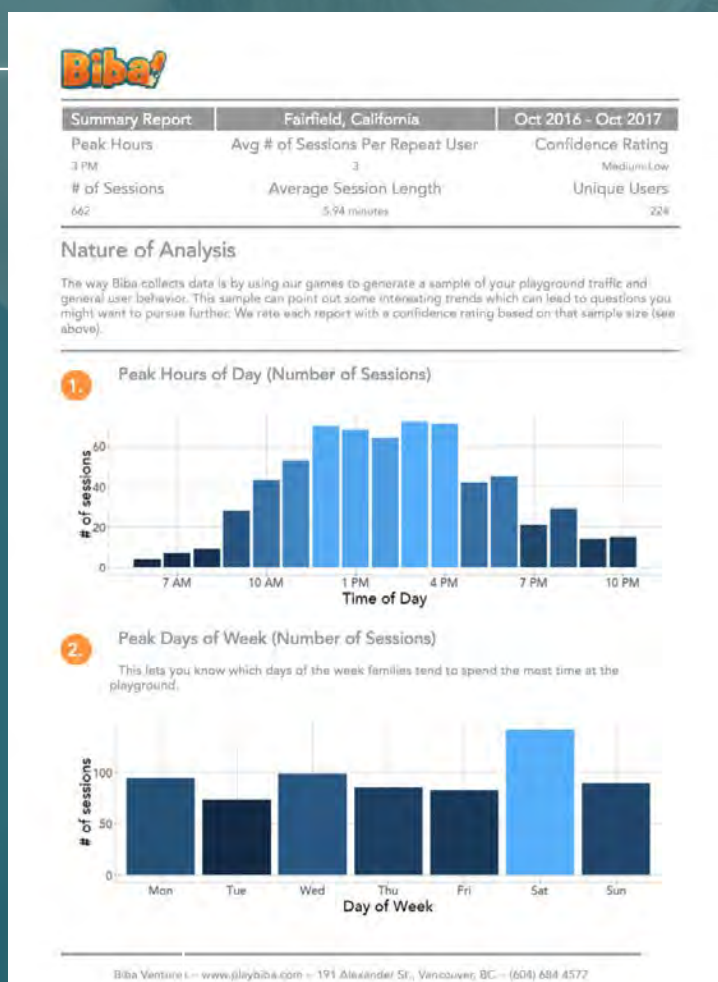 Biba!
Summary Report Fairfield, California Oct 2016 - Oct 2017
Peak Hours Avg # of Sessions Per Repeat User Confidence Rating
3 PM 3 Medium-Low
# of Sessions Average Session Length Unique Users
662 5.94 minutes 224
Nature of Analysis
The way Biba collects data is by using our games to generate a sample of your playground traffic and
general user behavior. This sample can point out some interesting trends which can lead to questions you
might want to pursue further. We rate each report with a confidence rating based on that sample size (see
above).
1. Peak Hours of Day (Number of Sessions)
# of sessions
60
40
20
0
7 AM 10 AM 1 PM 4 PM 7 PM 10 PM
Time of Day
2. Peak Days of Week (Number of Sessions)
This lets you know which days of the week families tend to spend the most time at the
playground.
# of sessions
100
50
0
Mon Tue Wed Thu Fri Sat Sun
Day of Week
Biba Ventures – www.playbiba.com – 191 Alexander St., Vancouver, BC – (604) 684 4577